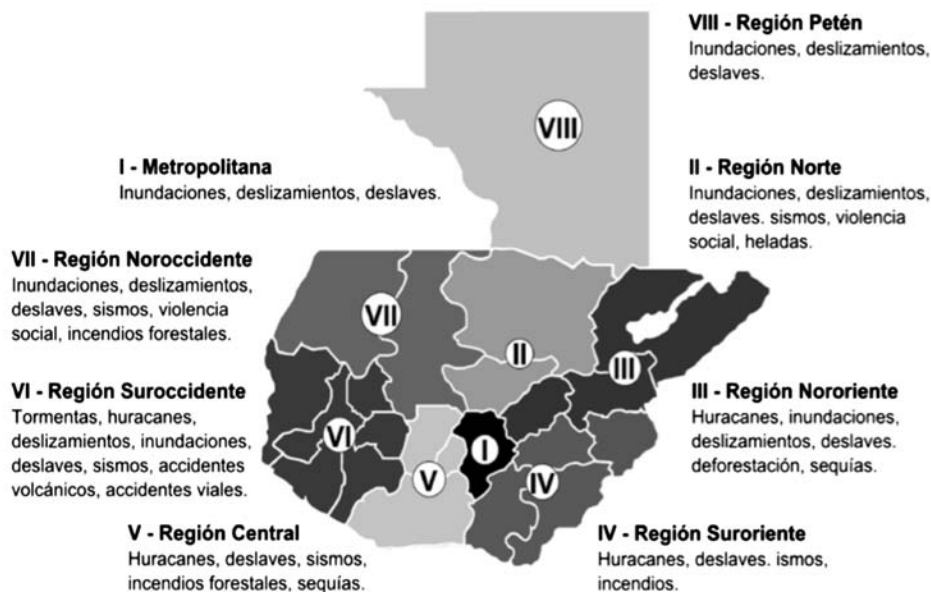 VIII - Región Petén
Inundaciones, deslizamientos,
deslaves.
VIII
I - Metropolitana
Inundaciones, deslizamientos, deslaves.
II - Región Norte
Inundaciones, deslizamientos,
deslaves. sismos, violencia
social, heladas.
VII - Región Noroccidente
Inundaciones, deslizamientos,
deslaves, sismos, violencia
social, incendios forestales.
VII
II
III
VI - Región Suroccidente
Tormentas, huracanes,
deslizamientos, inundaciones,
deslaves, sismos, accidentes
volcánicos, accidentes viales.
III - Región Nororiente
Huracanes, inundaciones,
deslizamientos, deslaves.
deforestación, sequías.
VI
I
V
IV
V - Región Central
Huracanes, deslaves, sismos,
incendios forestales, sequías.
IV - Región Suroriente
Huracanes, deslaves. ismos,
incendios.